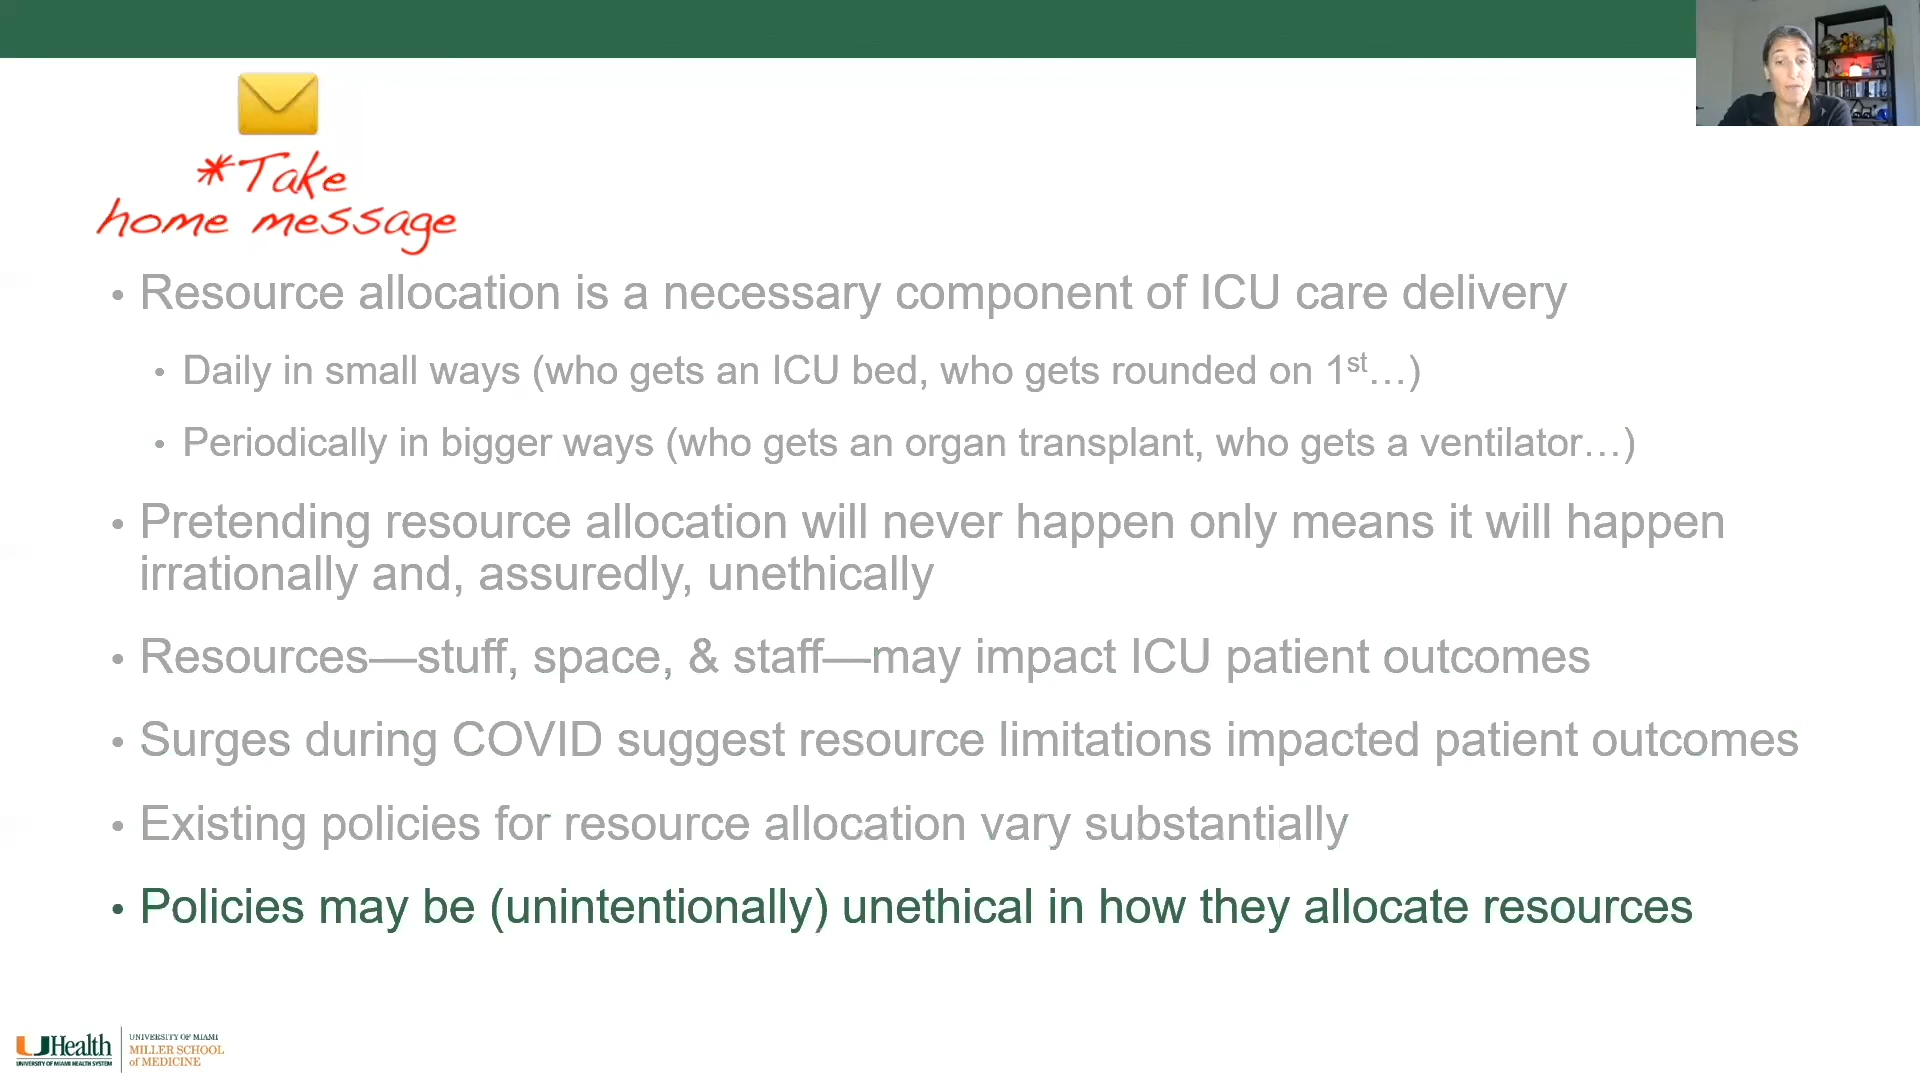 *Take
home message
• Resource allocation is a necessary component of ICU care delivery
• Daily in small ways (who gets an ICU bed, who gets rounded on 1st…)
• Periodically in bigger ways (who gets an organ transplant, who gets a ventilator…)
• Pretending resource allocation will never happen only means it will happen
irrationally and, assuredly, unethically
• Resources—stuff, space, & staff—may impact ICU patient outcomes
• Surges during COVID suggest resource limitations impacted patient outcomes
• Existing policies for resource allocation vary substantially
• Policies may be (unintentionally) unethical in how they allocate resources
UHealth
UNIVERSITY OF MIAMI HEALTH SYSTEM
UNIVERSITY OF MIAMI
MILLER SCHOOL
of MEDICINE